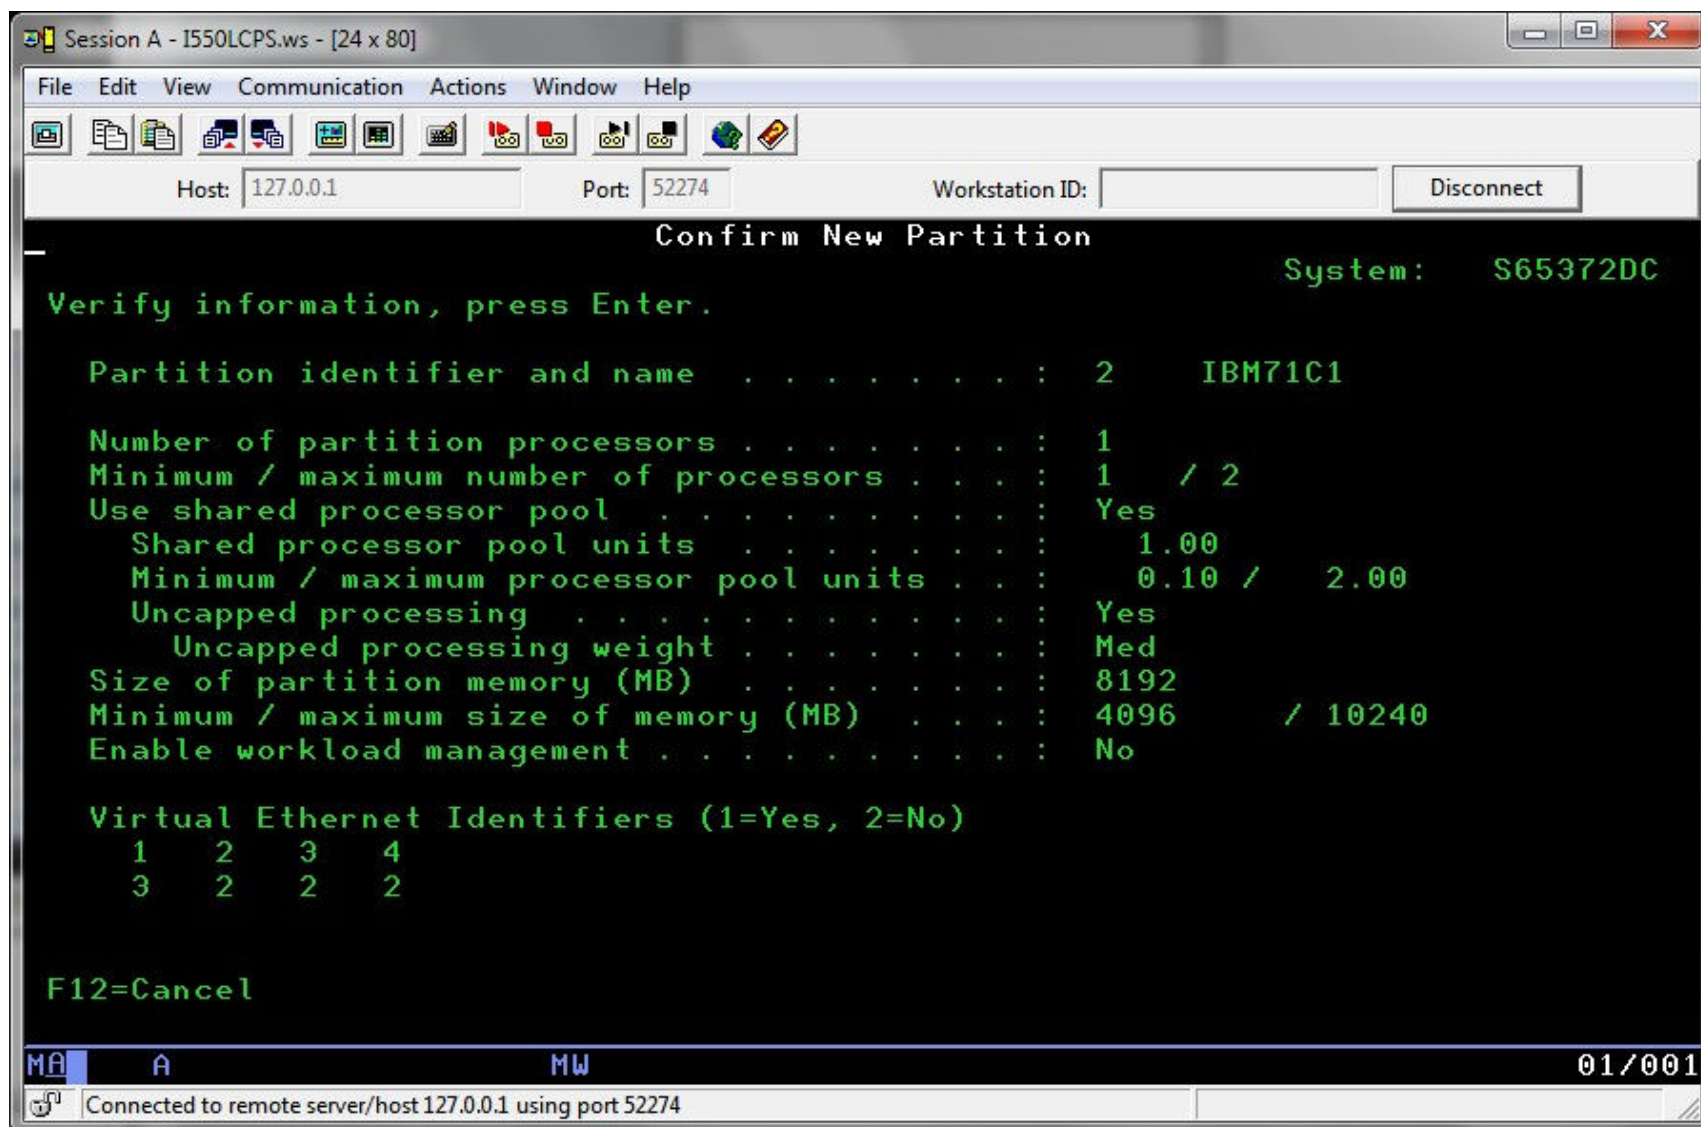 Session A - I550LCPS.ws - [24 x 80]
File Edit View Communication Actions Window Help
Host: 127.0.0.1 Port: 52274 Workstation ID: Disconnect
Confirm New Partition
System: S65372DC
Verify information, press Enter.
Partition identifier and name . . . . . . . : 2 IBM71C1
Number of partition processors . . . . . . . : 1
Minimum / maximum number of processors . . . : 1 / 2
Use shared processor pool . . . . . . . . . : Yes
Shared processor pool units . . . . . . . : 1.00
Minimum / maximum processor pool units . . : 0.10 / 2.00
Uncapped processing . . . . . . . . . . . : Yes
Uncapped processing weight . . . . . . . : Med
Size of partition memory (MB) . . . . . . . : 8192
Minimum / maximum size of memory (MB) . . . : 4096 / 10240
Enable workload management . . . . . . . . . : No
Virtual Ethernet Identifiers (1=Yes, 2=No)
1 2 3 4
3 2 2 2
F12=Cancel
MA A MW 01/001
Connected to remote server/host 127.0.0.1 using port 52274